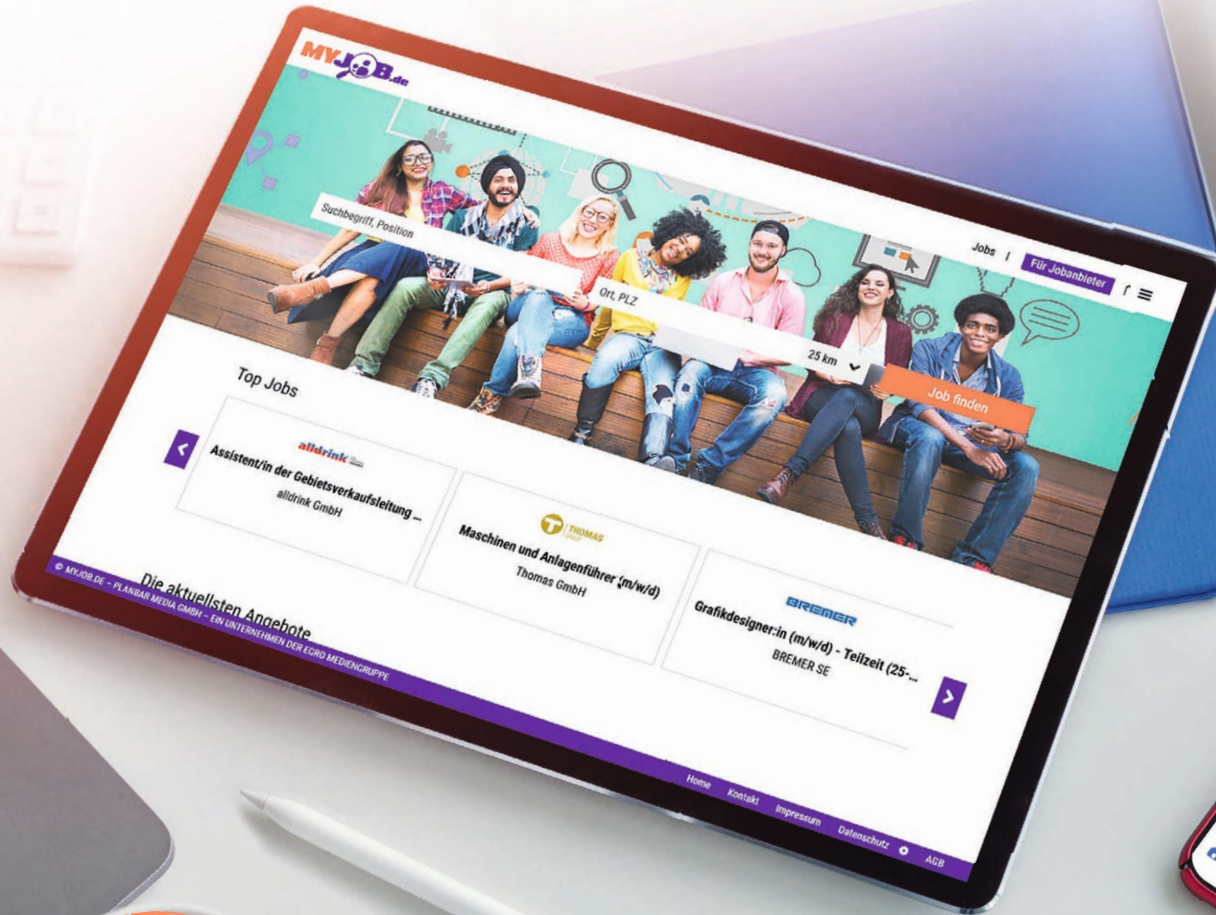 MYJOB.de
Jobs | Für Jobanbieter
Suchbegriff, Position
Ort, PLZ
25 km
Job finden
Top Jobs
alldrink
Assistent/in der Gebietsverkaufsleitung ...
alldrink GmbH
THOMAS
Maschinen und Anlagenführer (m/w/d)
Thomas GmbH
BREMER
Grafikdesigner:in (m/w/d) - Teilzeit (25-...
BREMER SE
Die aktuellsten Angebote
© MYJOB.DE – PLANBAR MEDIA GMBH – EIN UNTERNEHMEN DER EGRO MEDIENGRUPPE
Home Kontakt Impressum Datenschutz AGB